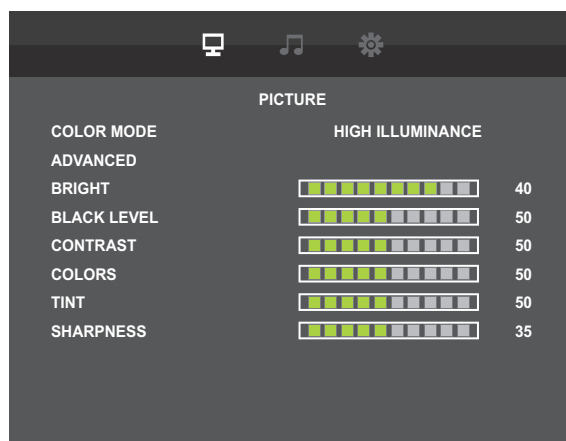 PICTURE
COLOR MODE HIGH ILLUMINANCE
ADVANCED
BRIGHT 40
BLACK LEVEL 50
CONTRAST 50
COLORS 50
TINT 50
SHARPNESS 35